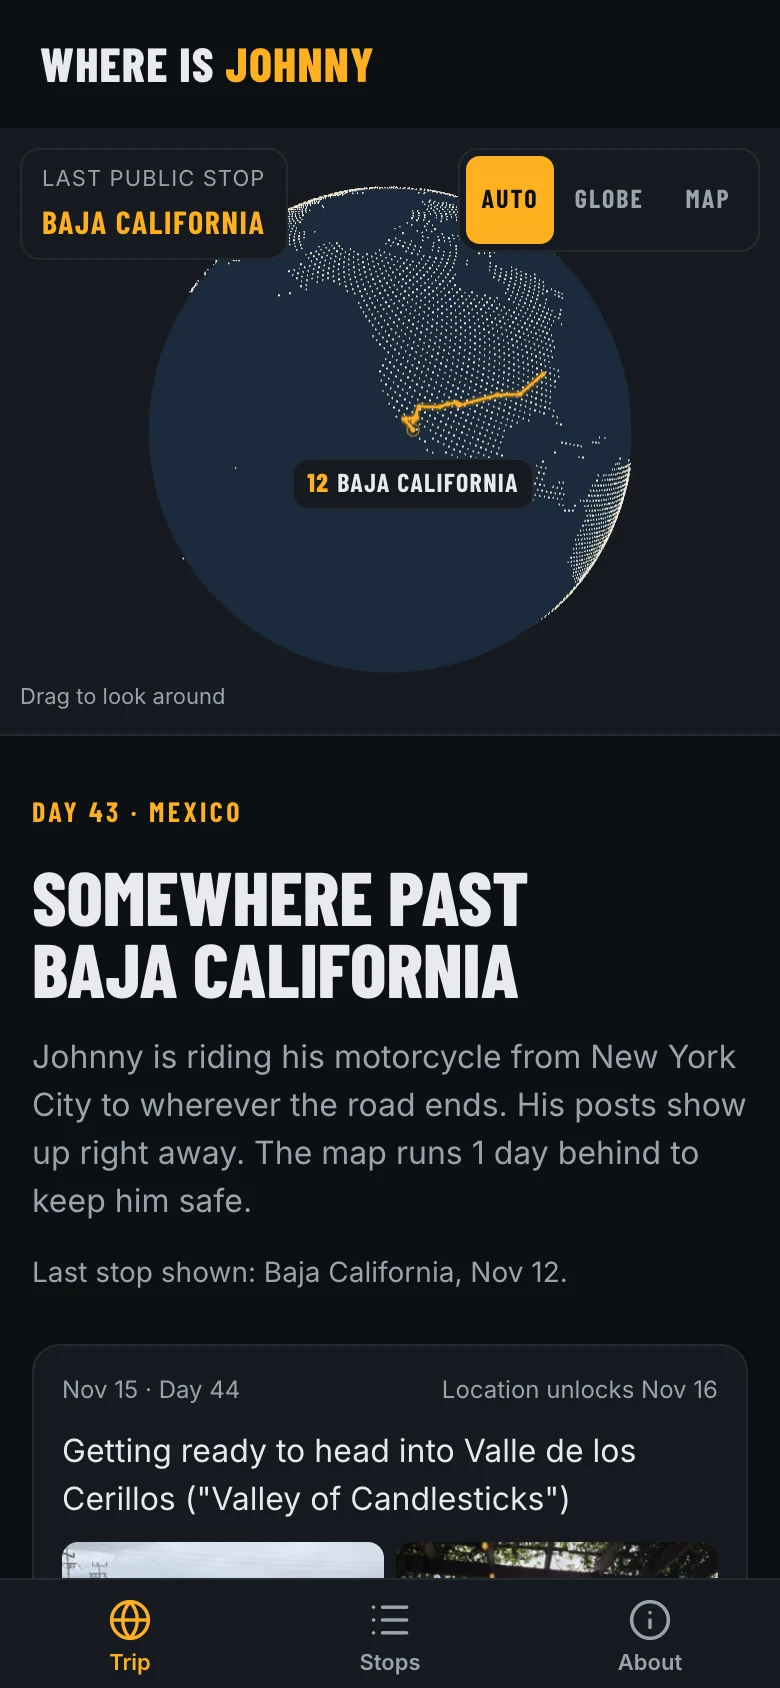 WHERE IS JOHNNY
LAST PUBLIC STOP
BAJA CALIFORNIA
AUTO GLOBE MAP
12 BAJA CALIFORNIA
Drag to look around
DAY 43 · MEXICO
SOMEWHERE PAST
BAJA CALIFORNIA
Johnny is riding his motorcycle from New York
City to wherever the road ends. His posts show
up right away. The map runs 1 day behind to
keep him safe.
Last stop shown: Baja California, Nov 12.
Nov 15 · Day 44 Location unlocks Nov 16
Getting ready to head into Valle de los
Cerillos ("Valley of Candlesticks")
Trip Stops About